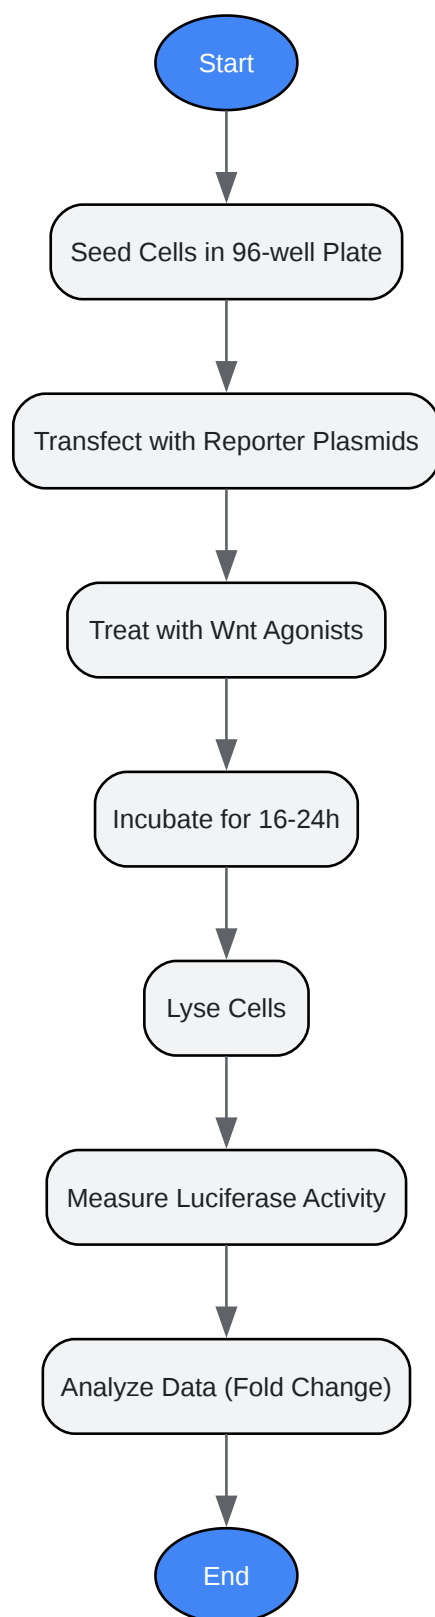 Start
Seed Cells in 96-well Plate
Transfect with Reporter Plasmids
Treat with Wnt Agonists
Incubate for 16-24h
Lyse Cells
Measure Luciferase Activity
Analyze Data (Fold Change)
End